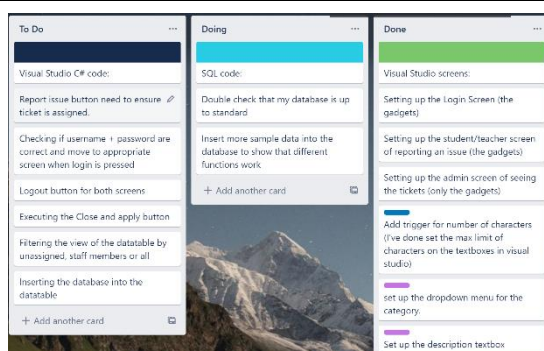 To Do
Visual Studio C# code:
Report issue button need to ensure
ticket is assigned.
Checking if username + password are
correct and move to appropriate
screen when login is pressed
Logout button for both screens
Executing the Close and apply button
Filtering the view of the datatable by
unassigned, staff members or all
Inserting the database into the
datatable
+ Add another card
Doing
SQL code:
Double check that my database is up
to standard
Insert more sample data into the
database to show that different
functions work
+ Add another card
Done
Visual Studio screens:
Setting up the Login Screen (the
gadgets)
Setting up the student/teacher screen
of reporting an issue (the gadgets)
Setting up the admin screen of seeing
the tickets (only the gadgets)
Add trigger for number of characters
(I've done set the max limit of
characters on the textboxes in visual
studio)
set up the dropdown menu for the
category.
Set up the description textbox